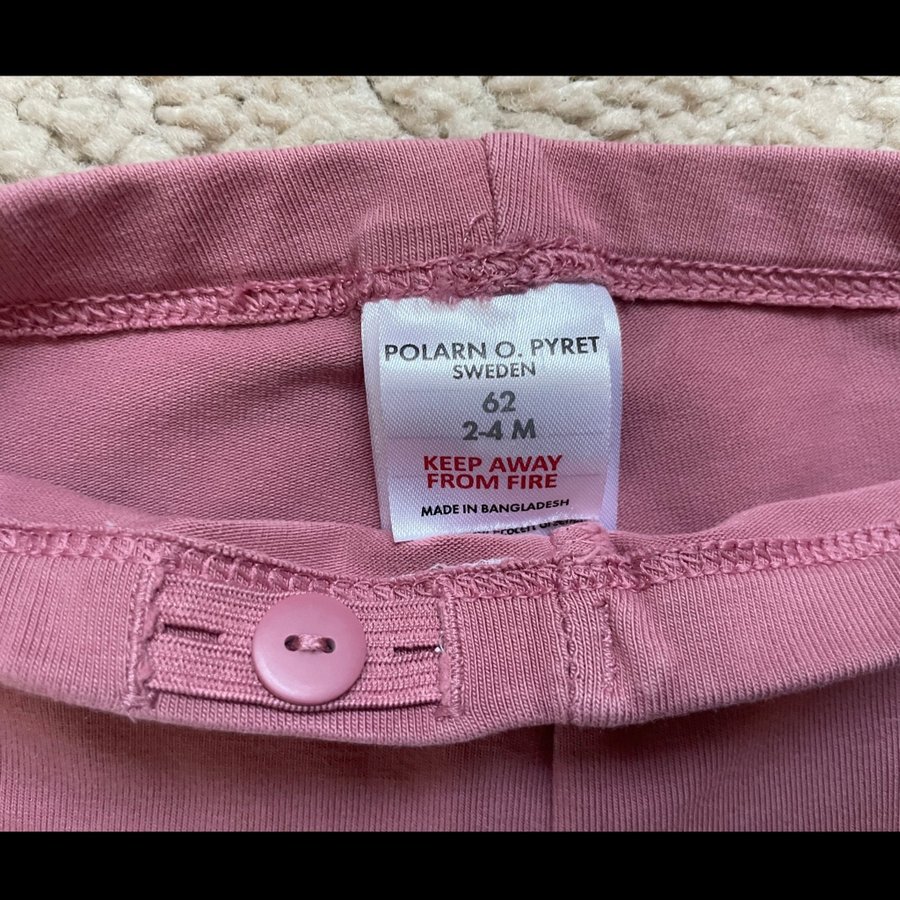 POLARN O. PYRET
SWEDEN
62
2-4 M
KEEP AWAY
FROM FIRE
MADE IN BANGLADESH